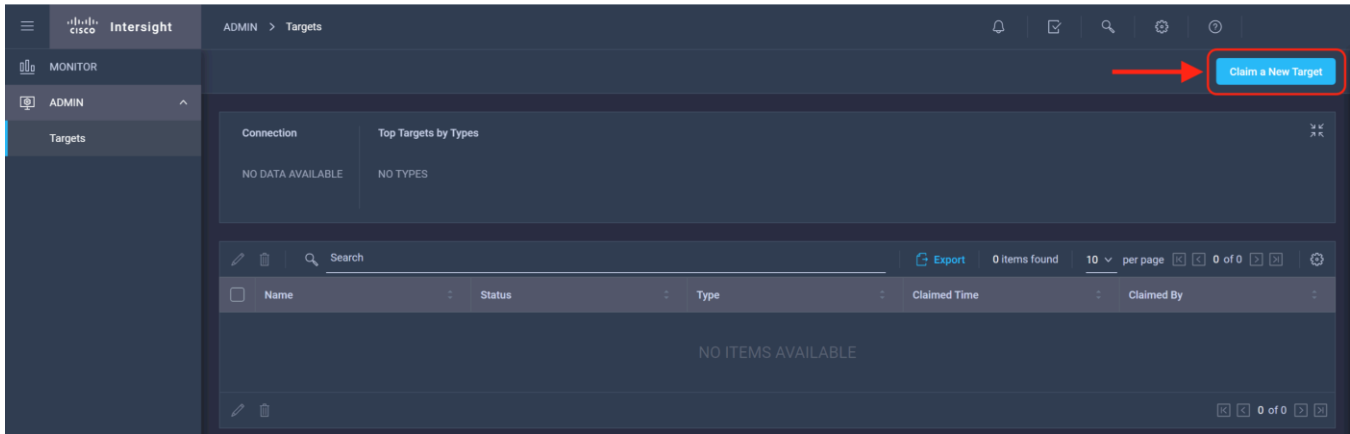 cisco Intersight
ADMIN > Targets
MONITOR
Claim a New Target
ADMIN
Targets
Connection
Top Targets by Types
NO DATA AVAILABLE
NO TYPES
Search
Export
0 items found
10 per page
0 of 0
Name
Status
Type
Claimed Time
Claimed By
NO ITEMS AVAILABLE
0 of 0